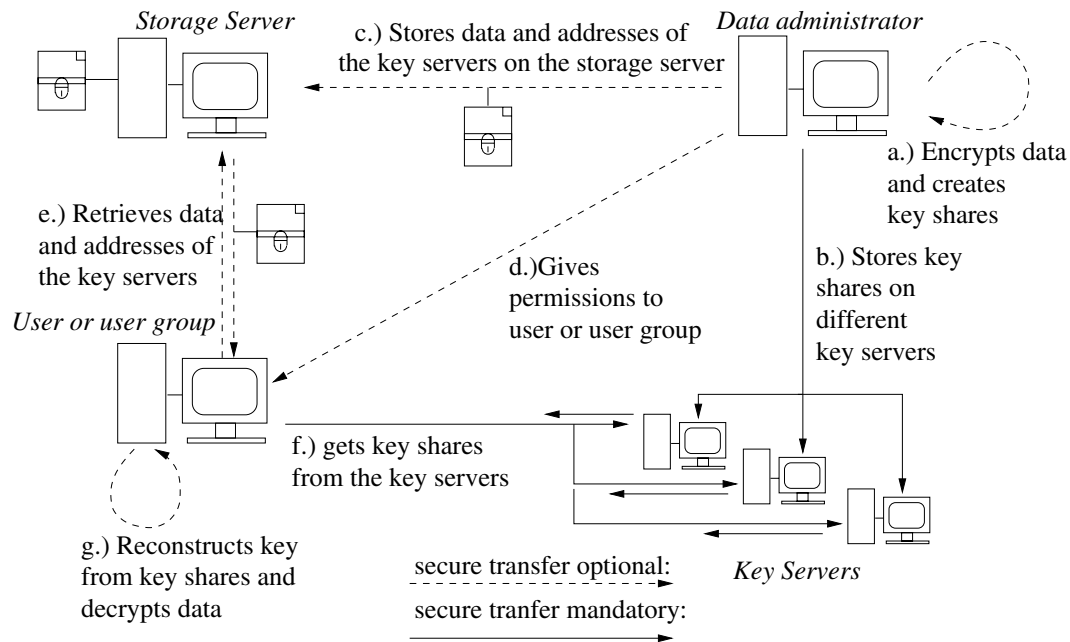 Storage Server
Data administrator
c.) Stores data and addresses of
the key servers on the storage server
a.) Encrypts data
and creates
key shares
e.) Retrieves data
and addresses of
the key servers
d.)Gives
permissions to
user or user group
b.) Stores key
shares on
different
key servers
User or user group
f.) gets key shares
from the key servers
g.) Reconstructs key
from key shares and
decrypts data
Key Servers
secure transfer optional:
secure tranfer mandatory: